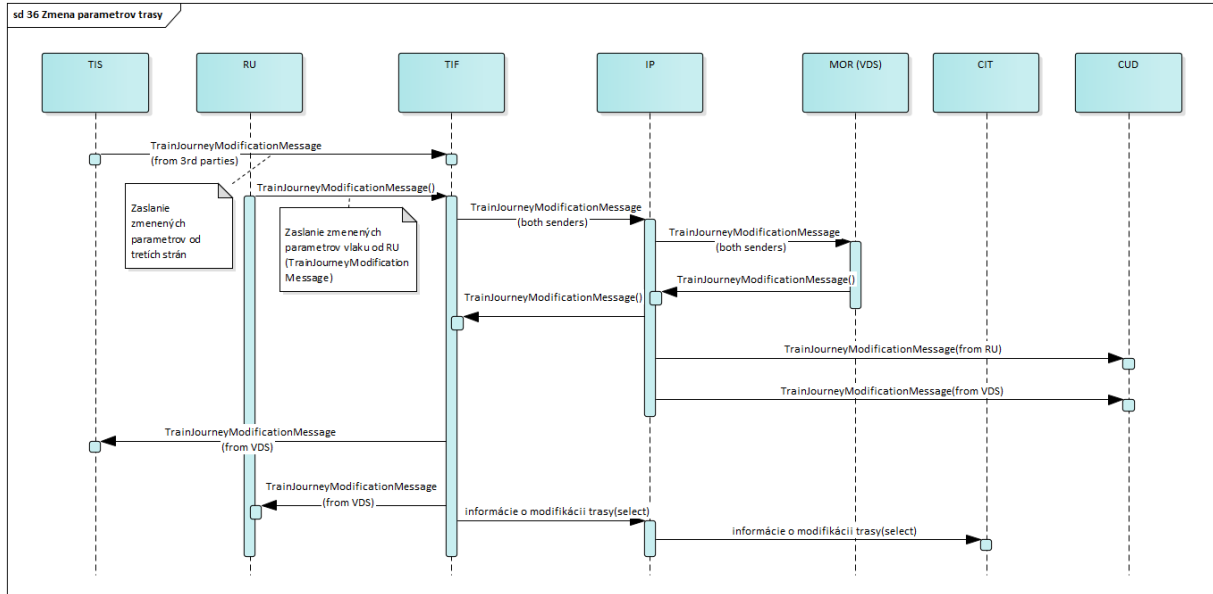 sd 36 Zmena parametrov trasy
TIS
RU
TIF
IP
MOR (VDS)
CIT
CUD
TrainJourneyModificationMessage
(from 3rd parties)
TrainJourneyModificationMessage()
Zaslanie
zmenených
parametrov od
tretích strán
Zaslanie zmenených
parametrov vlaku od RU
(TrainJourneyModification
Message)
TrainJourneyModificationMessage
(both senders)
TrainJourneyModificationMessage
(both senders)
TrainJourneyModificationMessage()
TrainJourneyModificationMessage()
TrainJourneyModificationMessage(from RU)
TrainJourneyModificationMessage(from VDS)
TrainJourneyModificationMessage
(from VDS)
TrainJourneyModificationMessage
(from VDS)
informácie o modifikácii trasy(select)
informácie o modifikácii trasy(select)